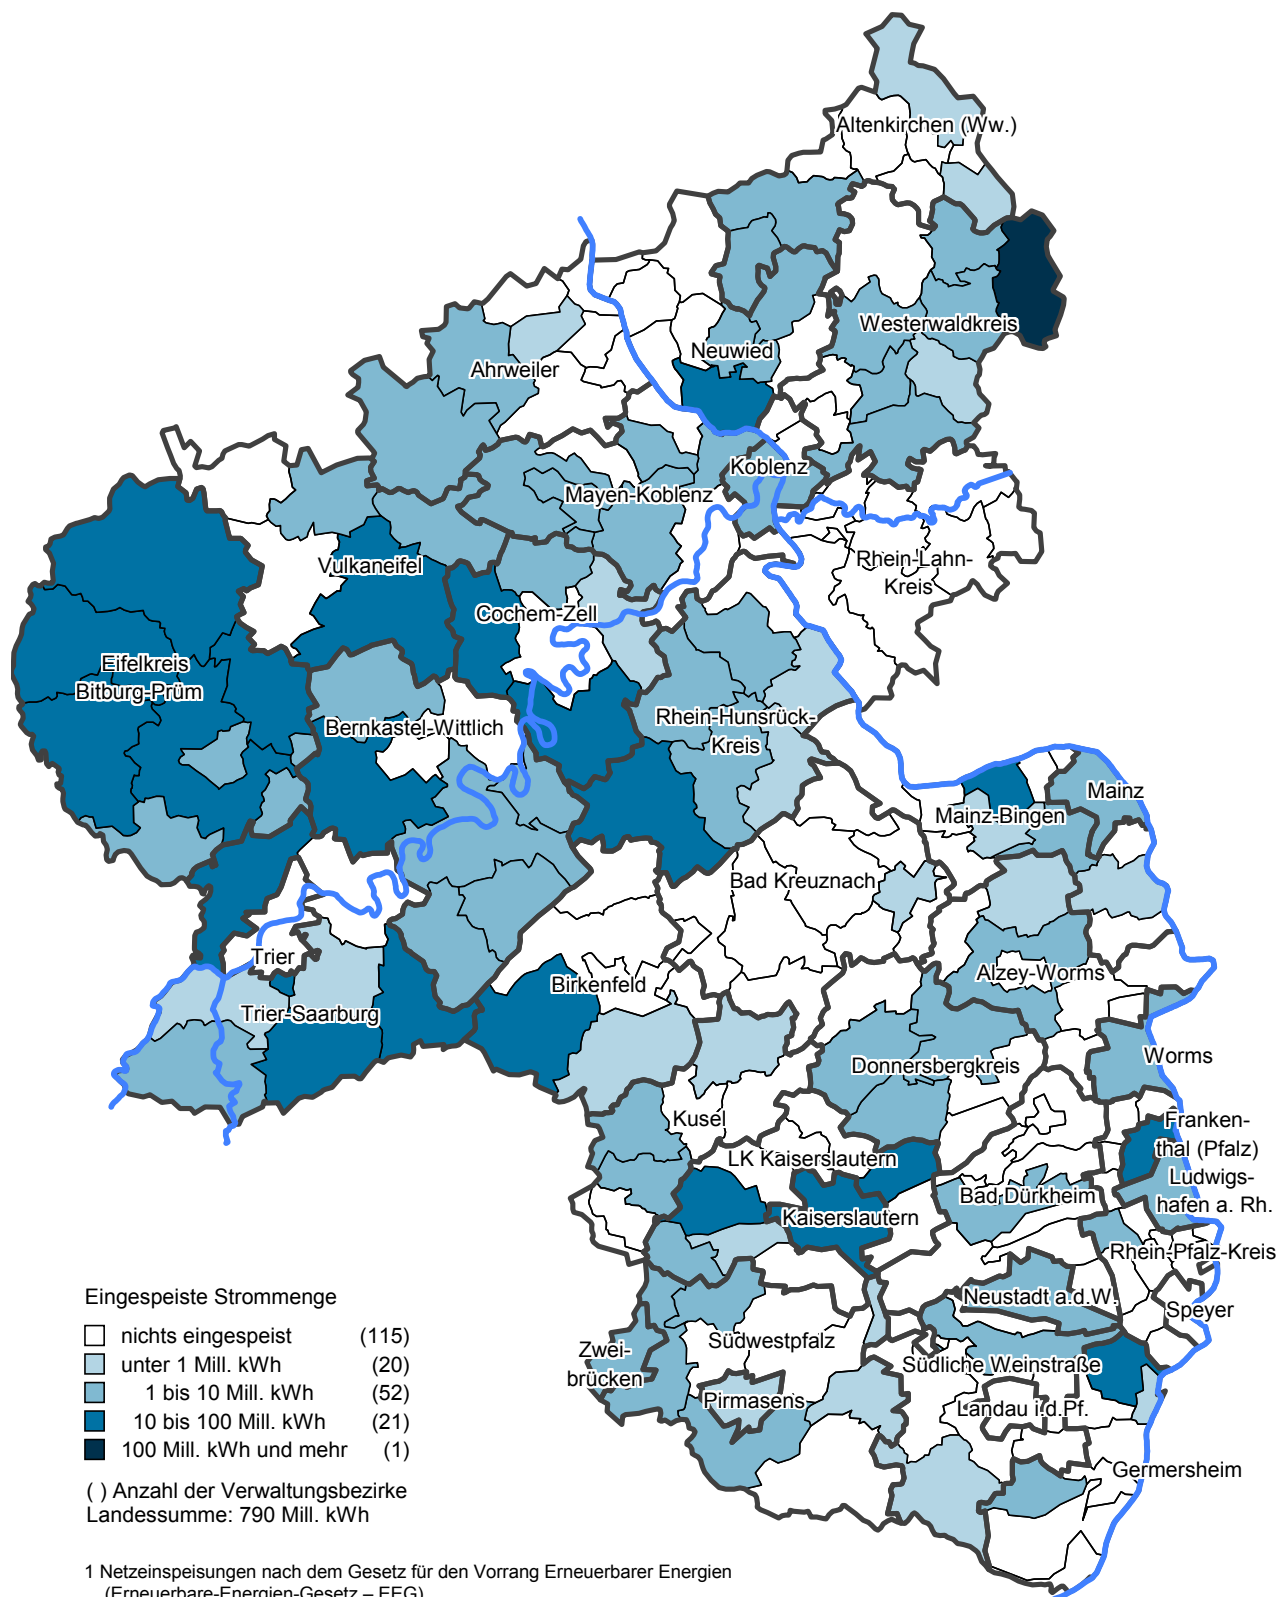 Altenkirchen (Ww.)
Westerwaldkreis
Neuwied
Ahrweiler
Koblenz
Mayen-Koblenz
Vulkaneifel
Rhein-Lahn-
Kreis
Cochem-Zell
Eifelkreis
Bitburg-Prüm
Rhein-Hunsrück-
Kreis
Bernkastel-Wittlich
Mainz
Mainz-Bingen
Bad Kreuznach
Trier
Birkenfeld
Alzey-Worms
Trier-Saarburg
Worms
Donnersbergkreis
Kusel
Franken-
thal (Pfalz)
LK Kaiserslautern
Ludwigs-
hafen a. Rh.
Bad Dürkheim
Kaiserslautern
Rhein-Pfalz-Kreis
Neustadt a.d.W.
Speyer
Südwestpfalz
Zwei-
brücken
Südliche Weinstraße
Pirmasens
Landau i.d.Pf.
Germersheim
Eingespeiste Strommenge
nichts eingespeist (115)
unter 1 Mill. kWh (20)
1 bis 10 Mill. kWh (52)
10 bis 100 Mill. kWh (21)
100 Mill. kWh und mehr (1)
( ) Anzahl der Verwaltungsbezirke
Landessumme: 790 Mill. kWh
1 Netzeinspeisungen nach dem Gesetz für den Vorrang Erneuerbarer Energien
(Erneuerbare-Energien-Gesetz – EEG)